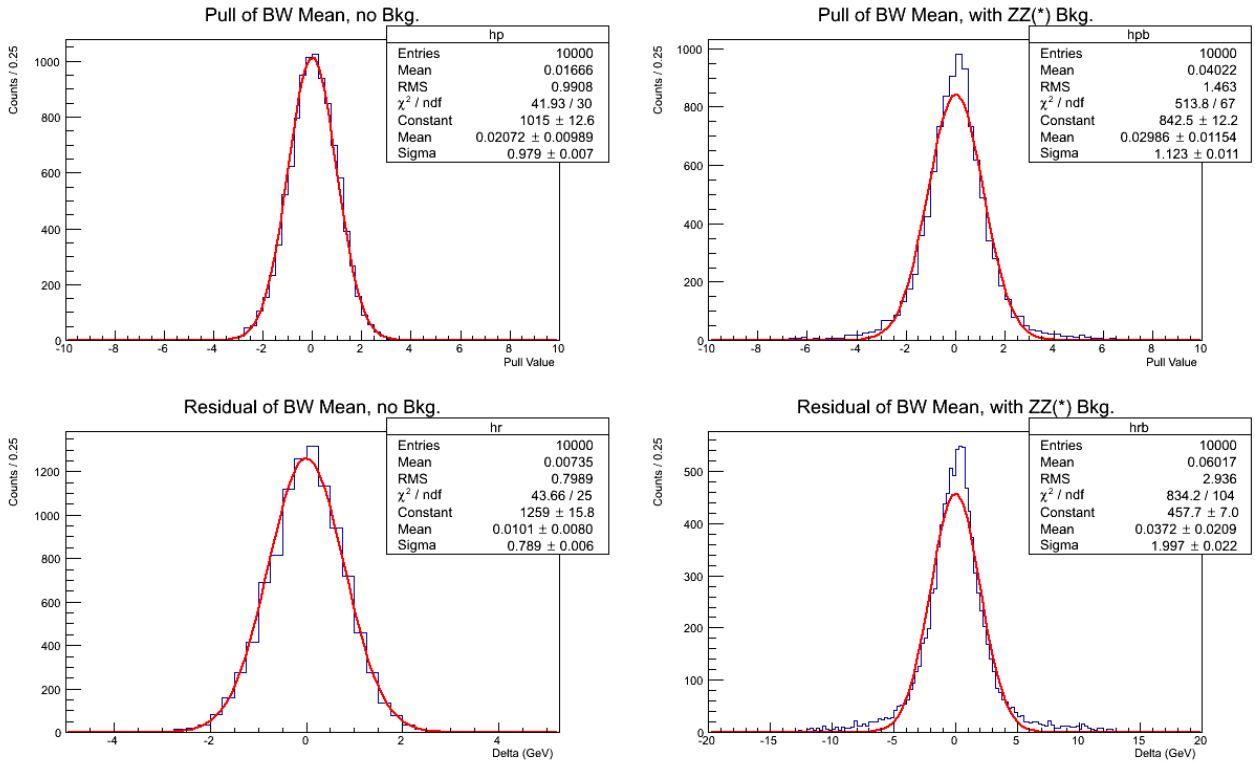 Pull of BW Mean, no Bkg.
hp
Entries 10000
Mean 0.01666
RMS 0.9908
χ² / ndf 41.93 / 30
Constant 1015 ± 12.6
Mean 0.02072 ± 0.00989
Sigma 0.979 ± 0.007
Counts / 0.25
1000
800
600
400
200
0
-10 -8 -6 -4 -2 0 2 4 6 8 10
Pull Value
Pull of BW Mean, with ZZ(*) Bkg.
hpb
Entries 10000
Mean 0.04022
RMS 1.463
χ² / ndf 513.8 / 67
Constant 842.5 ± 12.2
Mean 0.02986 ± 0.01154
Sigma 1.123 ± 0.011
Counts / 0.25
1000
800
600
400
200
0
-10 -8 -6 -4 -2 0 2 4 6 8 10
Pull Value
Residual of BW Mean, no Bkg.
hr
Entries 10000
Mean 0.00735
RMS 0.7989
χ² / ndf 43.66 / 25
Constant 1259 ± 15.8
Mean 0.0101 ± 0.0080
Sigma 0.789 ± 0.006
Counts / 0.25
1200
1000
800
600
400
200
0
-4 -2 0 2 4
Delta (GeV)
Residual of BW Mean, with ZZ(*) Bkg.
hrb
Entries 10000
Mean 0.06017
RMS 2.936
χ² / ndf 834.2 / 104
Constant 457.7 ± 7.0
Mean 0.0372 ± 0.0209
Sigma 1.997 ± 0.022
Counts / 0.25
500
400
300
200
100
0
-20 -15 -10 -5 0 5 10 15 20
Delta (GeV)